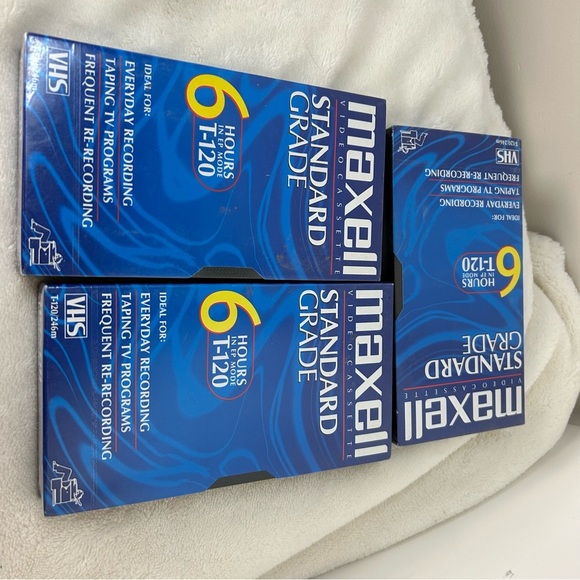 maxell
VIDEOCASSETTE
STANDARD
GRADE
6
HOURS
IN EP MODE
T-120
IDEAL FOR:
EVERYDAY RECORDING
TAPING TV PROGRAMS
FREQUENT RE-RECORDING
VHS
maxell
VIDEOCASSETTE
STANDARD
GRADE
6
HOURS
IN EP MODE
T-120
IDEAL FOR:
EVERYDAY RECORDING
TAPING TV PROGRAMS
FREQUENT RE-RECORDING
VHS
T-120/246m
maxell
VIDEOCASSETTE
STANDARD
GRADE
6
HOURS
IN EP MODE
T-120
IDEAL FOR:
EVERYDAY RECORDING
TAPING TV PROGRAMS
FREQUENT RE-RECORDING
VHS
T-120/246m